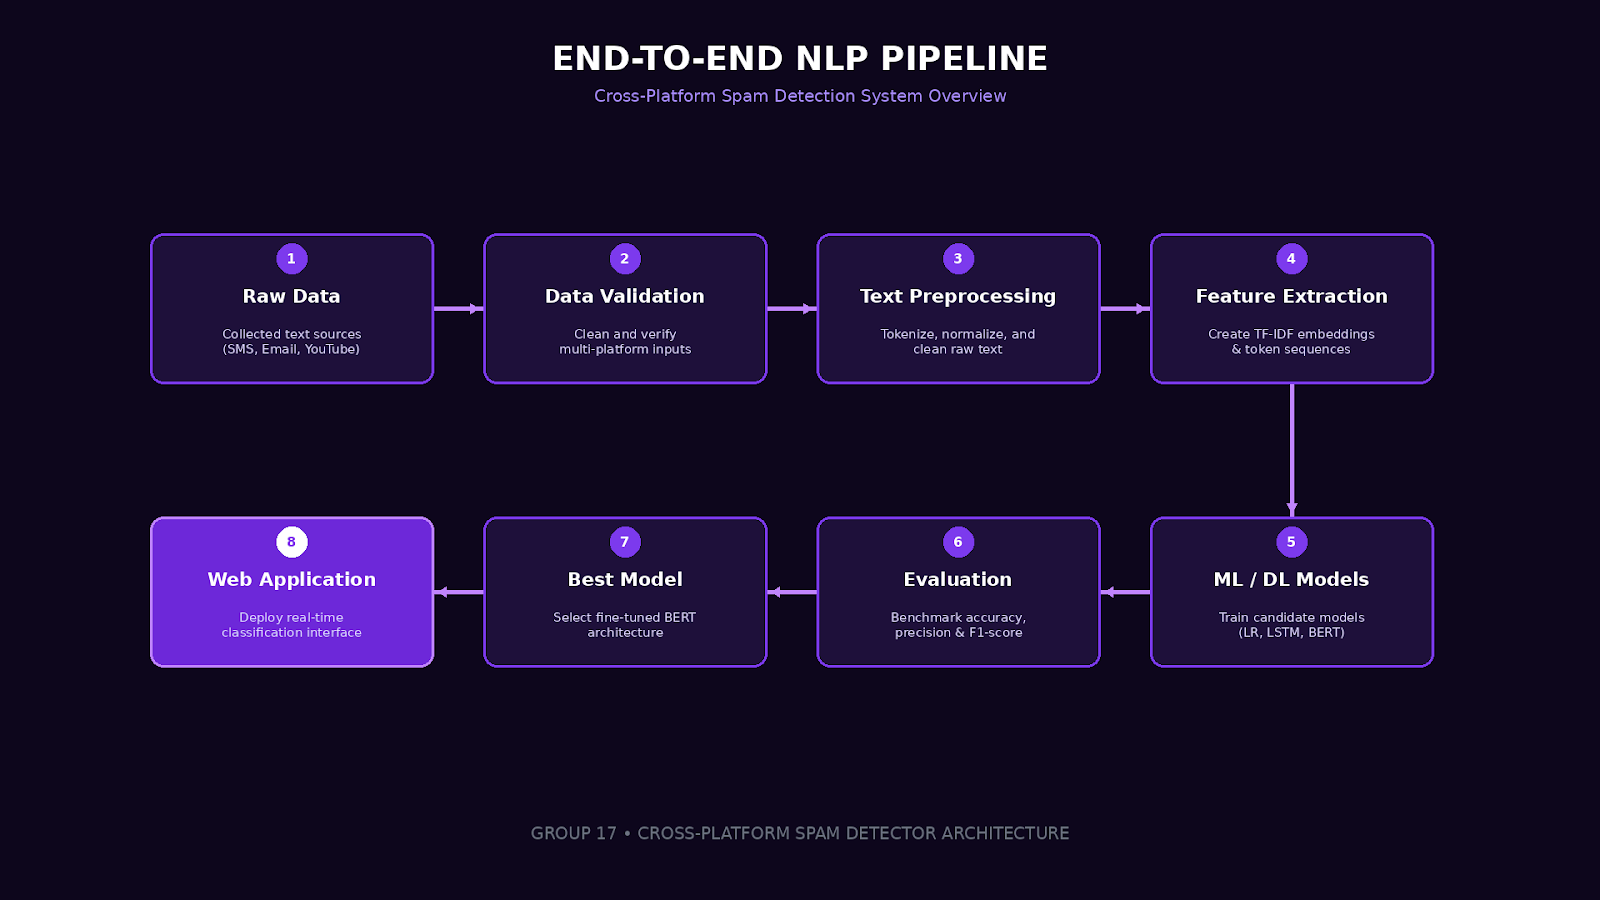 END-TO-END NLP PIPELINE
Cross-Platform Spam Detection System Overview
1
Raw Data
Collected text sources
(SMS, Email, YouTube)
2
Data Validation
Clean and verify
multi-platform inputs
3
Text Preprocessing
Tokenize, normalize, and
clean raw text
4
Feature Extraction
Create TF-IDF embeddings
& token sequences
5
ML / DL Models
Train candidate models
(LR, LSTM, BERT)
6
Evaluation
Benchmark accuracy,
precision & F1-score
7
Best Model
Select fine-tuned BERT
architecture
8
Web Application
Deploy real-time
classification interface
GROUP 17 • CROSS-PLATFORM SPAM DETECTOR ARCHITECTURE